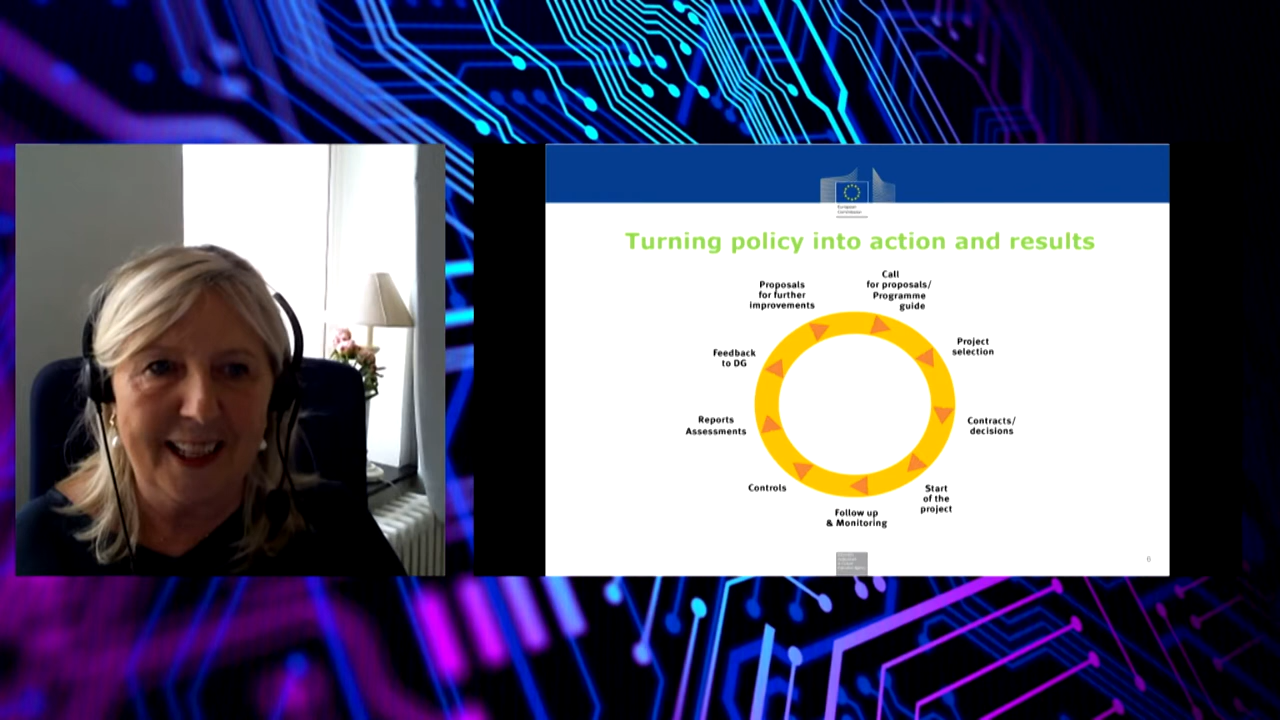 European
Commission
Turning policy into action and results
Call
for proposals/
Programme
guide
Project
selection
Contracts/
decisions
Start
of the
project
Follow up
& Monitoring
Controls
Reports
Assessments
Feedback
to DG
Proposals
for further
improvements
6